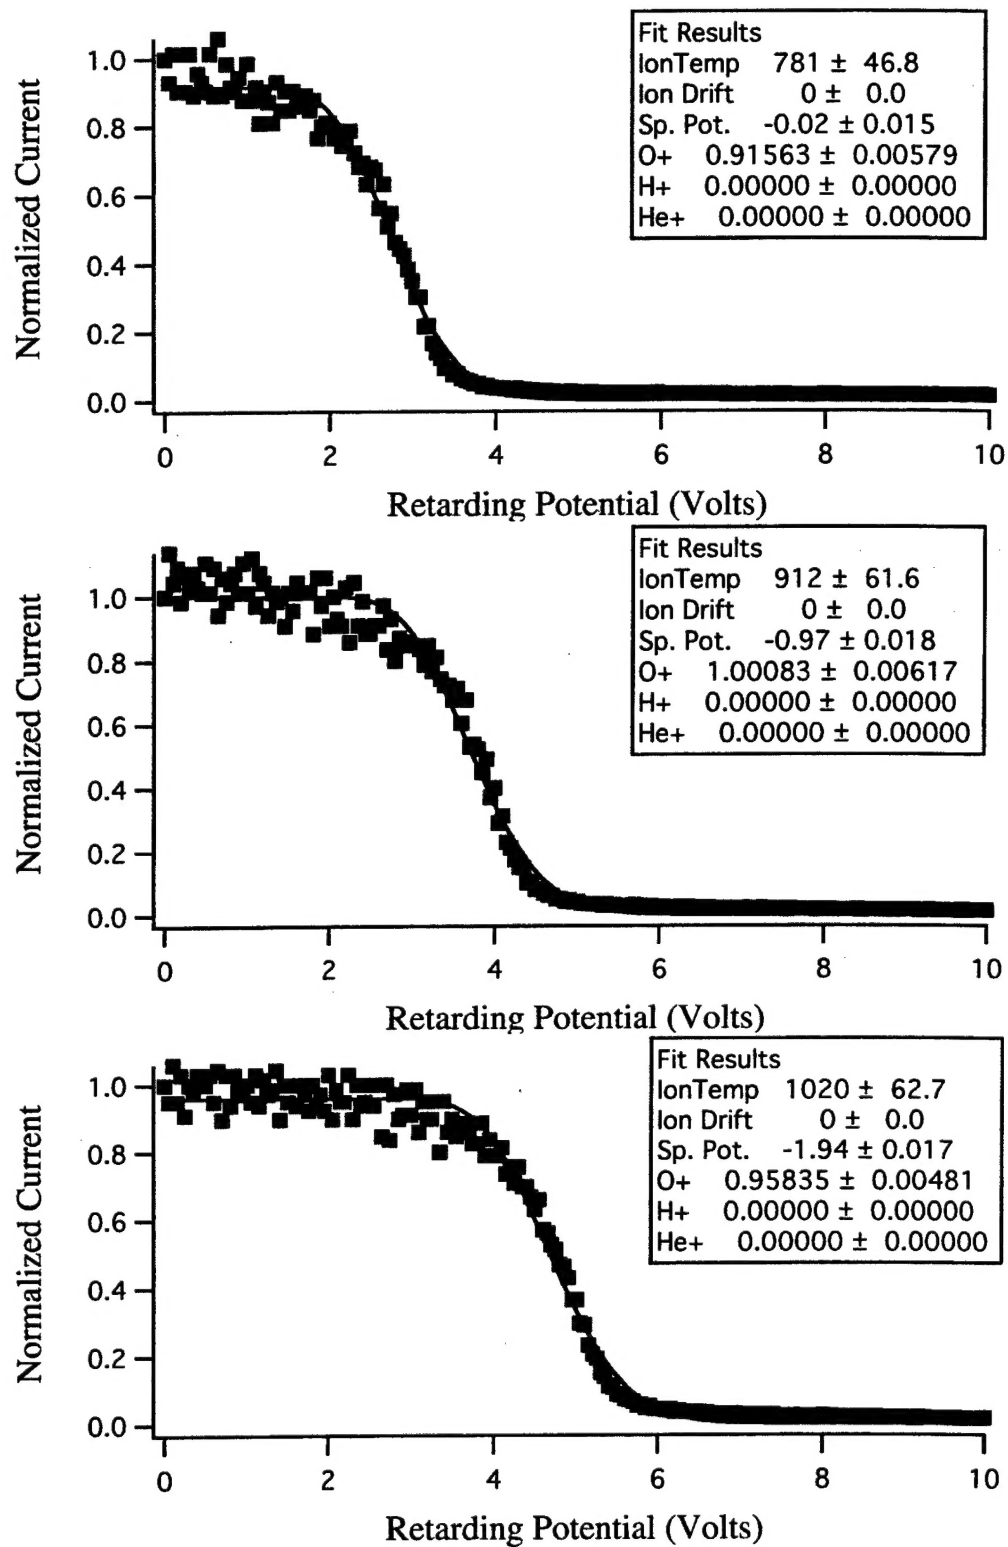 Fit Results
IonTemp 781 ± 46.8
Ion Drift 0 ± 0.0
Sp. Pot. -0.02 ± 0.015
O+ 0.91563 ± 0.00579
H+ 0.00000 ± 0.00000
He+ 0.00000 ± 0.00000
Normalized Current
1.0
0.8
0.6
0.4
0.2
0.0
0 2 4 6 8 10
Retarding Potential (Volts)
Fit Results
IonTemp 912 ± 61.6
Ion Drift 0 ± 0.0
Sp. Pot. -0.97 ± 0.018
O+ 1.00083 ± 0.00617
H+ 0.00000 ± 0.00000
He+ 0.00000 ± 0.00000
Normalized Current
1.0
0.8
0.6
0.4
0.2
0.0
0 2 4 6 8 10
Retarding Potential (Volts)
Fit Results
IonTemp 1020 ± 62.7
Ion Drift 0 ± 0.0
Sp. Pot. -1.94 ± 0.017
O+ 0.95835 ± 0.00481
H+ 0.00000 ± 0.00000
He+ 0.00000 ± 0.00000
Normalized Current
1.0
0.8
0.6
0.4
0.2
0.0
0 2 4 6 8 10
Retarding Potential (Volts)